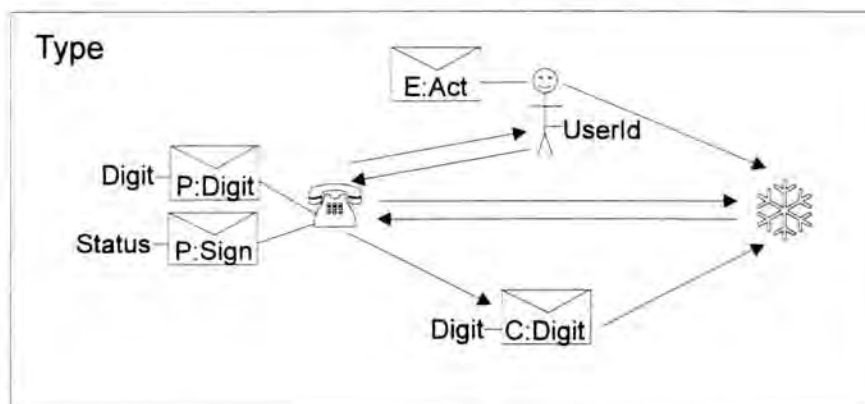 Type
E:Act
UserId
Digit
P:Digit
Status
P:Sign
Digit
C:Digit